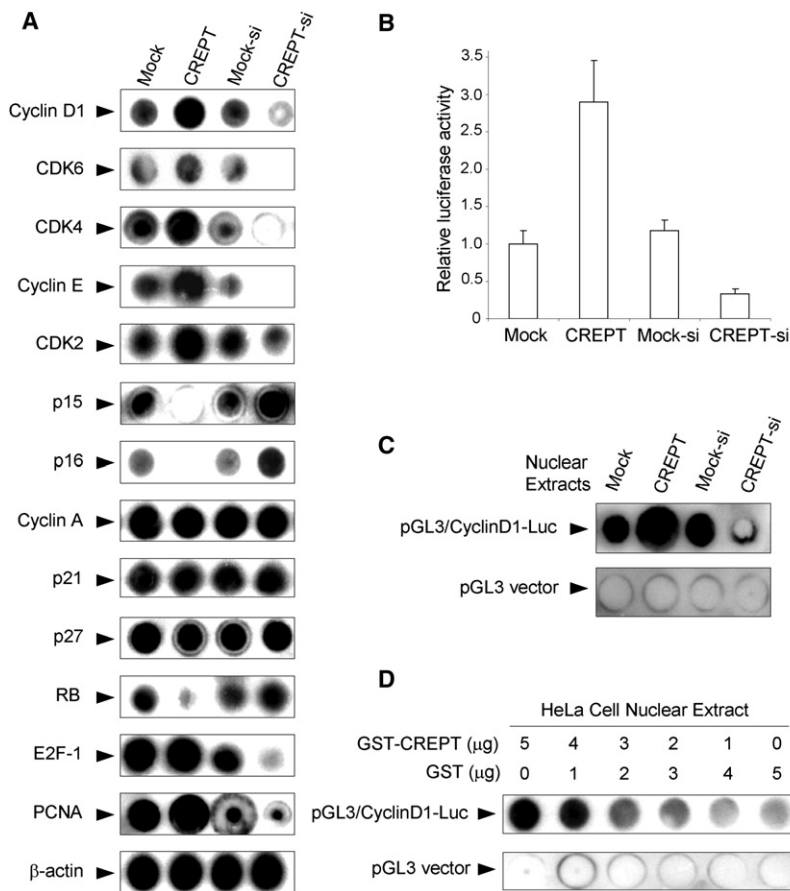 A
Mock
CREPT
Mock-si
CREPT-si
Cyclin D1
CDK6
CDK4
Cyclin E
CDK2
p15
p16
Cyclin A
p21
p27
RB
E2F-1
PCNA
β-actin
B
Relative luciferase activity
3.5
3.0
2.5
2.0
1.5
1.0
0.5
0
Mock CREPT Mock-si CREPT-si
C
Nuclear
Extracts
Mock
CREPT
Mock-si
CREPT-si
pGL3/CyclinD1-Luc
pGL3 vector
D
HeLa Cell Nuclear Extract
GST-CREPT (μg) 5 4 3 2 1 0
GST (μg) 0 1 2 3 4 5
pGL3/CyclinD1-Luc
pGL3 vector